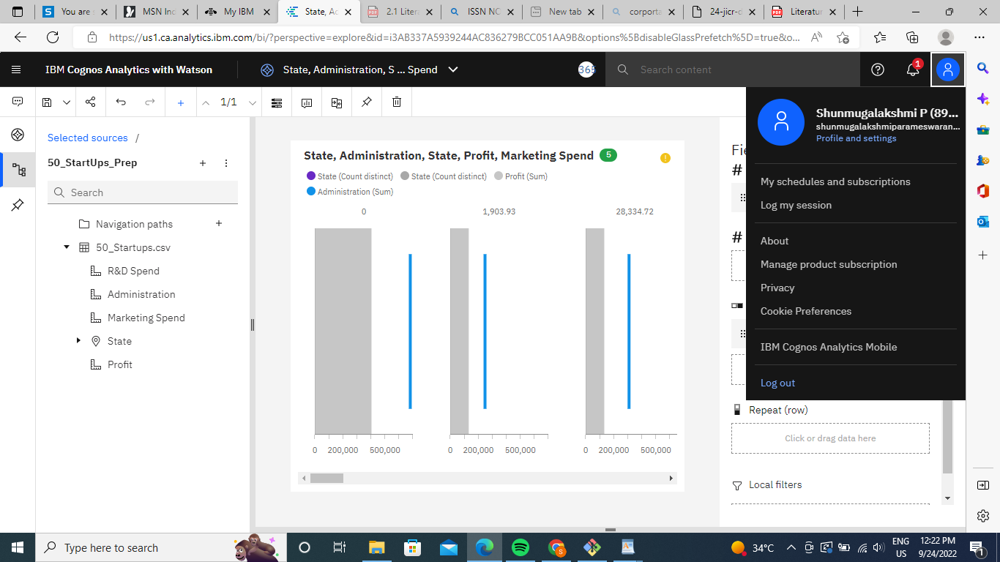 You are s
MSN Inc
My IBM
State, Ac
2.1 Litera
ISSN NC
New tab
corporta
24-jicr-d
Literatur
https://us1.ca.analytics.ibm.com/bi/?perspective=explore&id=i3AB337A5939244AC836279BCC051AA9B&options%5BdisableGlassPrefetch%5D=true&o...
IBM Cognos Analytics with Watson
State, Administration, S ... Spend
365
Search content
1
1/1
Shunmugalakshmi P (89...
shunmugalakshmiparameswaran...
Profile and settings
My schedules and subscriptions
Log my session
About
Manage product subscription
Privacy
Cookie Preferences
IBM Cognos Analytics Mobile
Log out
Selected sources /
50_StartUps_Prep
Search
Navigation paths
50_Startups.csv
R&D Spend
Administration
Marketing Spend
State
Profit
State, Administration, State, Profit, Marketing Spend 5
State (Count distinct) State (Count distinct) Profit (Sum)
Administration (Sum)
0 1,903.93 28,334.72
0 200,000 500,000 0 200,000 500,000 0 200,000 500,000
Fie
#
#
Repeat (row)
Click or drag data here
Local filters
Type here to search
34°C
ENG
US
12:22 PM
9/24/2022
1